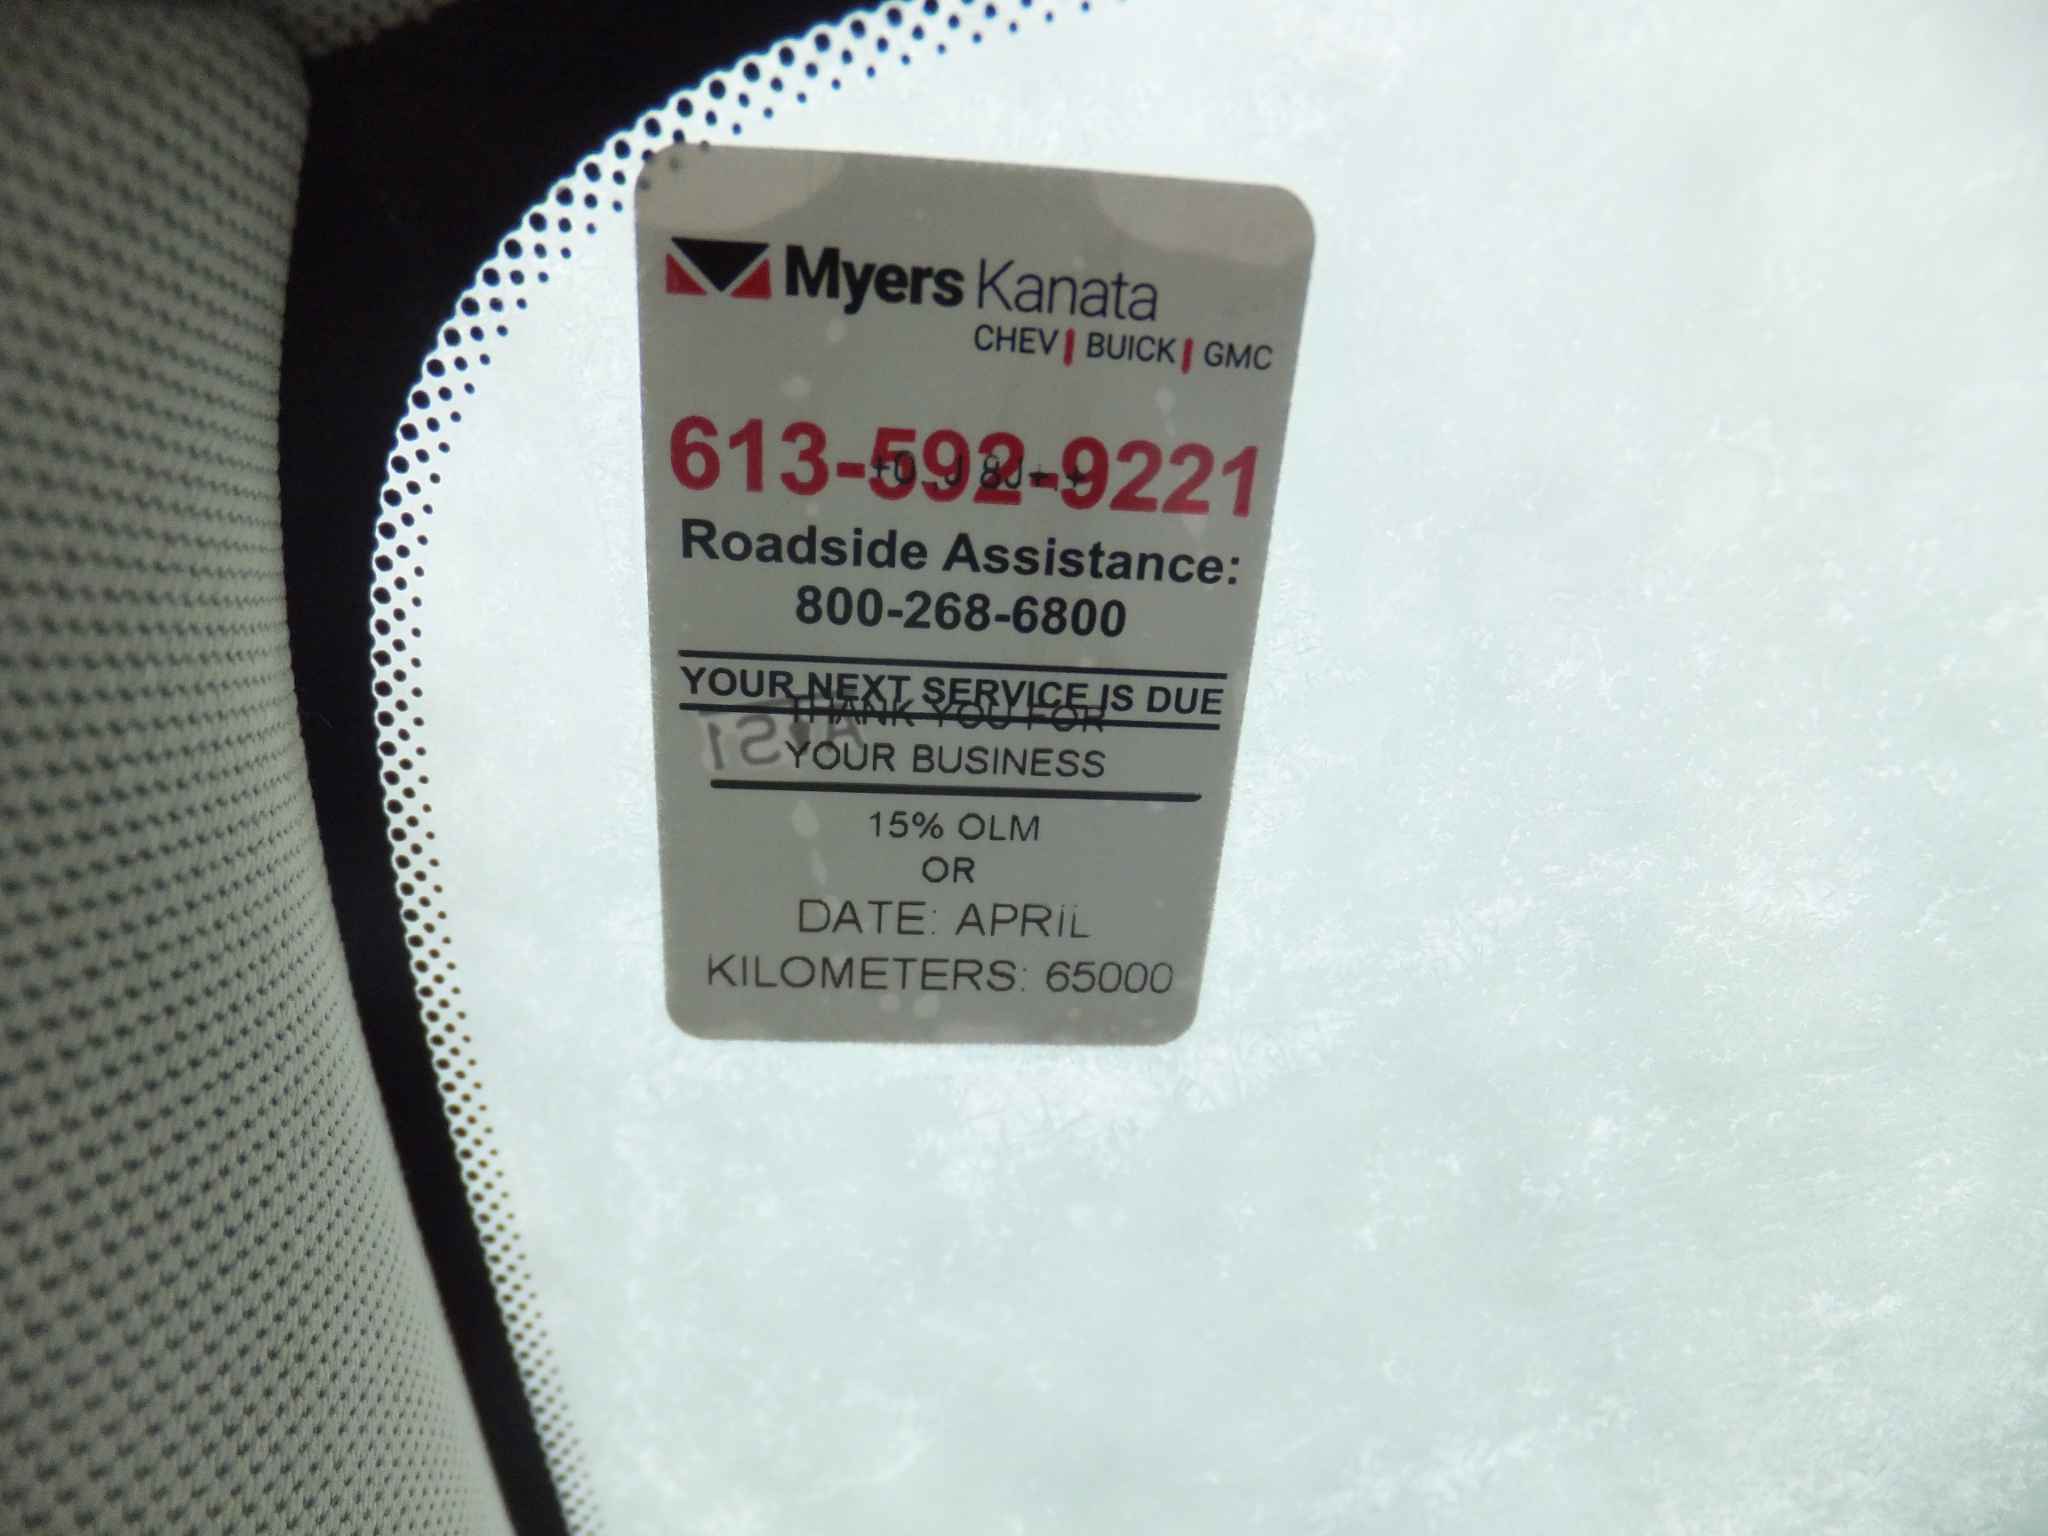 Myers Kanata
CHEV | BUICK | GMC
613-592-9221
Roadside Assistance:
800-268-6800
YOUR NEXT SERVICE IS DUE
THANK YOU FOR
YOUR BUSINESS
15% OLM
OR
DATE: APRIL
KILOMETERS: 65000